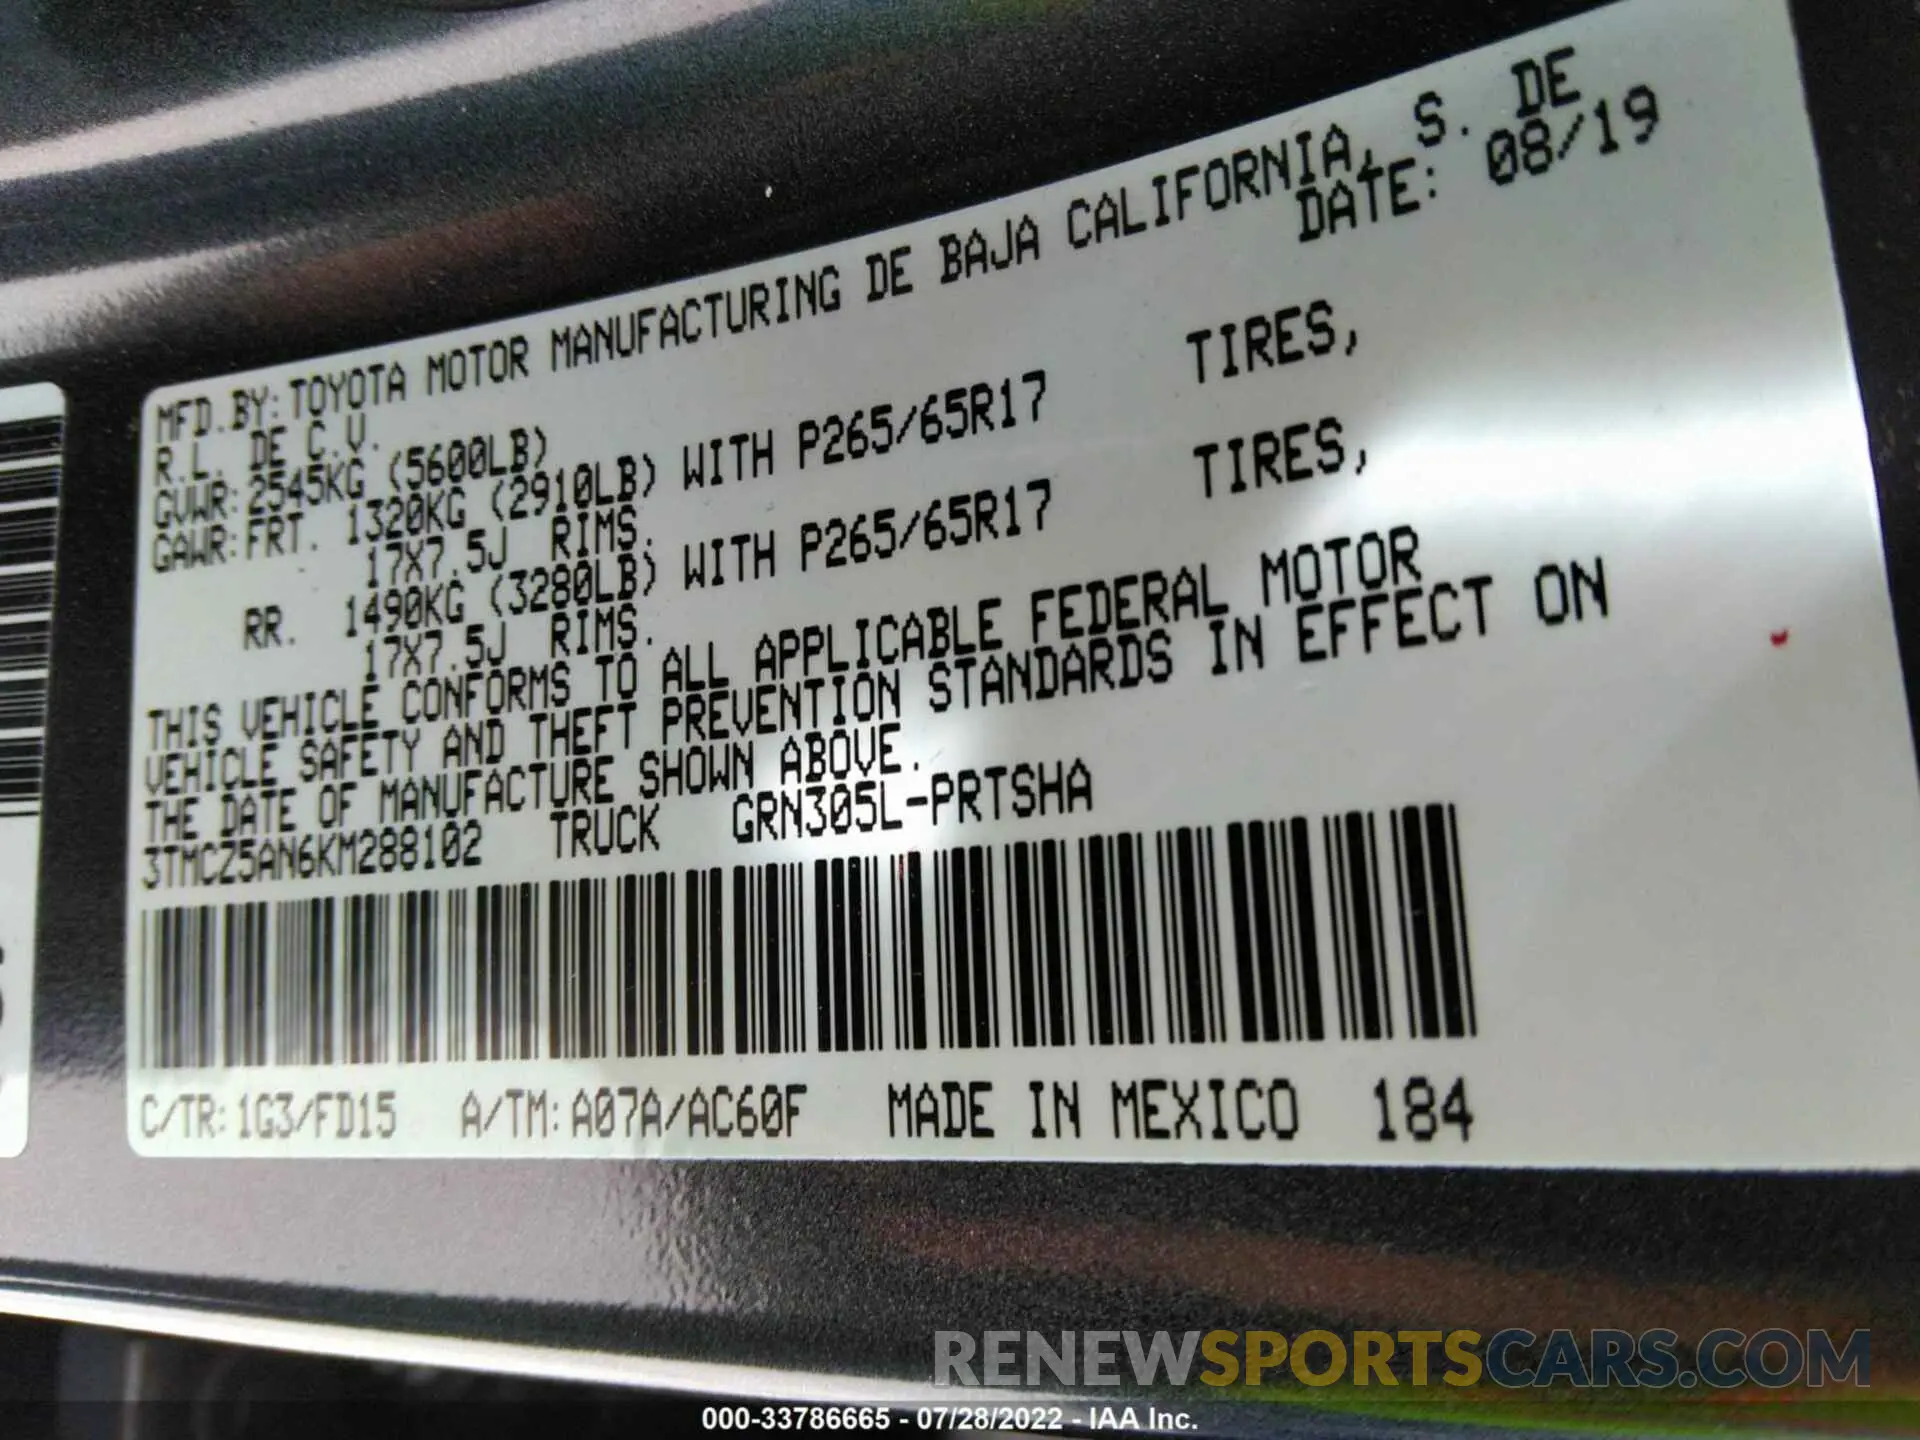 MFD.BY:TOYOTA MOTOR MANUFACTURING DE BAJA CALIFORNIA, S. DE
R.L. DE C.V. DATE: 08/19
GVWR:2545KG (5600LB)
GAWR:FRT. 1320KG (2910LB) WITH P265/65R17 TIRES,
17X7.5J RIMS.
RR. 1490KG (3280LB) WITH P265/65R17 TIRES,
17X7.5J RIMS.
THIS VEHICLE CONFORMS TO ALL APPLICABLE FEDERAL MOTOR
VEHICLE SAFETY AND THEFT PREVENTION STANDARDS IN EFFECT ON
THE DATE OF MANUFACTURE SHOWN ABOVE.
3TMCZ5AN6KM288102 TRUCK GRN305L-PRTSHA
C/TR:1G3/FD15 A/TM:A07A/AC60F MADE IN MEXICO 184
RENEWSPORTSCARS.COM
000-33786665 - 07/28/2022 - IAA Inc.